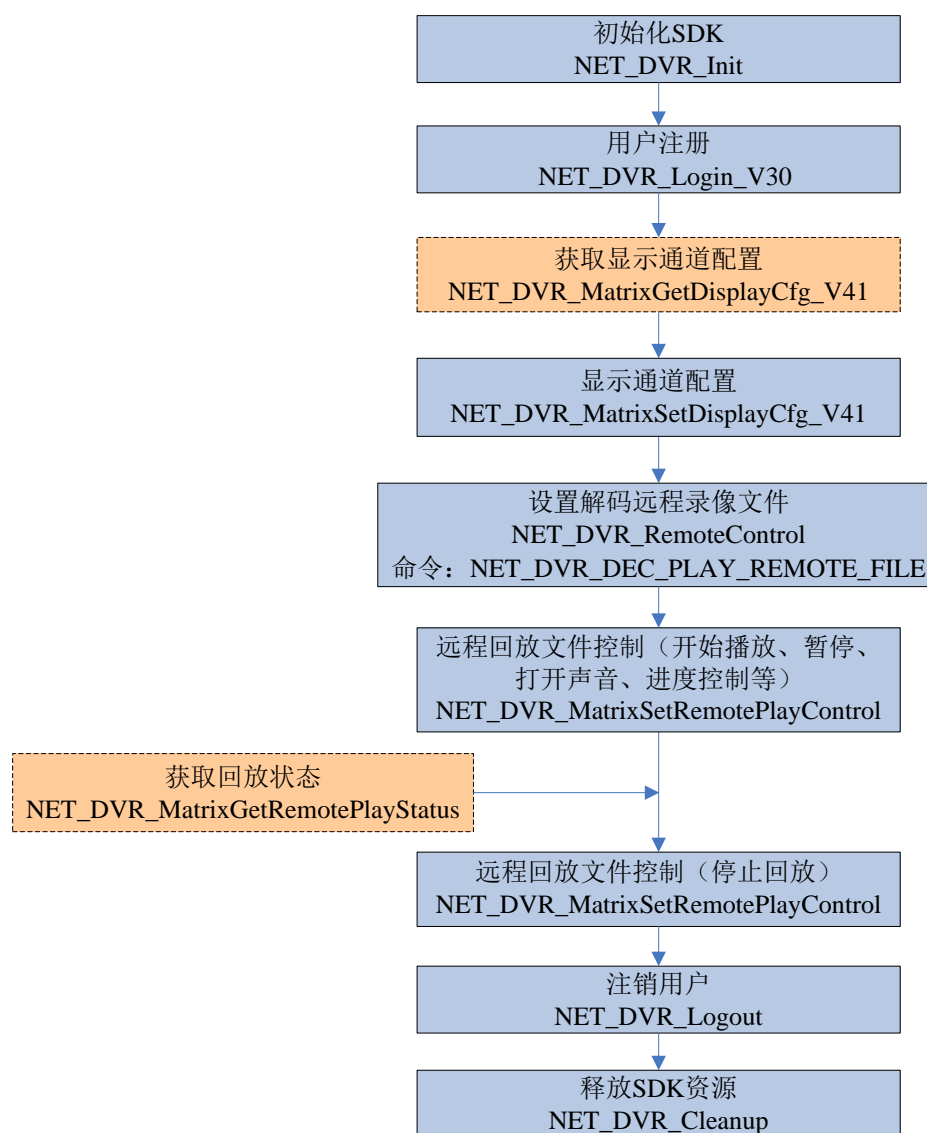 初始化SDK
NET_DVR_Init
用户注册
NET_DVR_Login_V30
获取显示通道配置
NET_DVR_MatrixGetDisplayCfg_V41
显示通道配置
NET_DVR_MatrixSetDisplayCfg_V41
设置解码远程录像文件
NET_DVR_RemoteControl
命令：NET_DVR_DEC_PLAY_REMOTE_FILE
远程回放文件控制（开始播放、暂停、
打开声音、进度控制等）
NET_DVR_MatrixSetRemotePlayControl
获取回放状态
NET_DVR_MatrixGetRemotePlayStatus
远程回放文件控制（停止回放）
NET_DVR_MatrixSetRemotePlayControl
注销用户
NET_DVR_Logout
释放SDK资源
NET_DVR_Cleanup